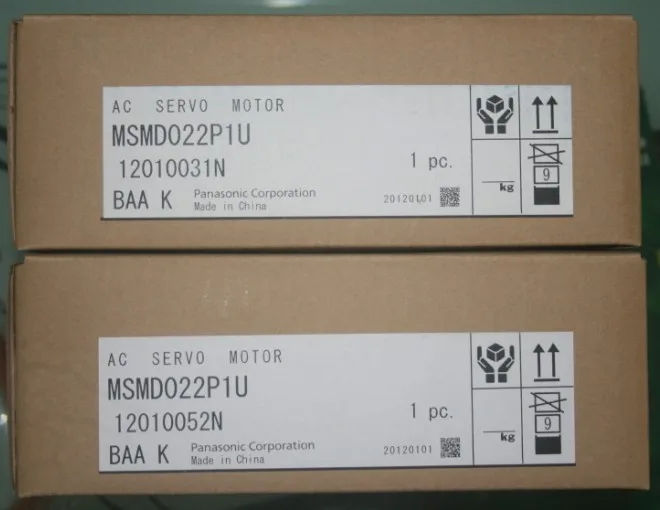 AC SERVO MOTOR
MSMD022P1U
12010031N
1 pc.
BAA K Panasonic Corporation
Made in China
20120101
kg
9
AC SERVO MOTOR
MSMD022P1U
12010052N
1 pc.
BAA K Panasonic Corporation
Made in China
20120101
kg
9